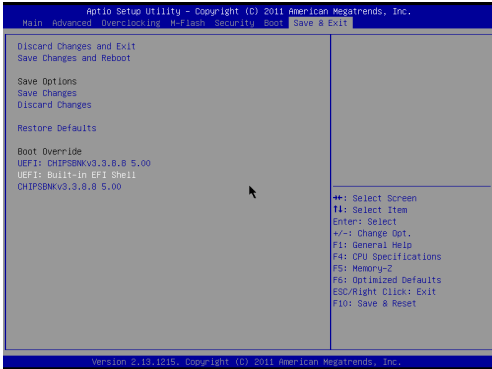 Aptio Setup Utility – Copyright (C) 2011 American Megatrends, Inc.
Main Advanced Overclocking M-Flash Security Boot Save & Exit
Discard Changes and Exit
Save Changes and Reboot
Save Options
Save Changes
Discard Changes
Restore Defaults
Boot Override
UEFI: CHIPSBNKv3.3.8.8 5.00
UEFI: Built-in EFI Shell
CHIPSBNKv3.3.8.8 5.00
→←: Select Screen
↑↓: Select Item
Enter: Select
+/-: Change Opt.
F1: General Help
F4: CPU Specifications
F5: Memory-Z
F6: Optimized Defaults
ESC/Right Click: Exit
F10: Save & Reset
Version 2.13.1215. Copyright (C) 2011 American Megatrends, Inc.